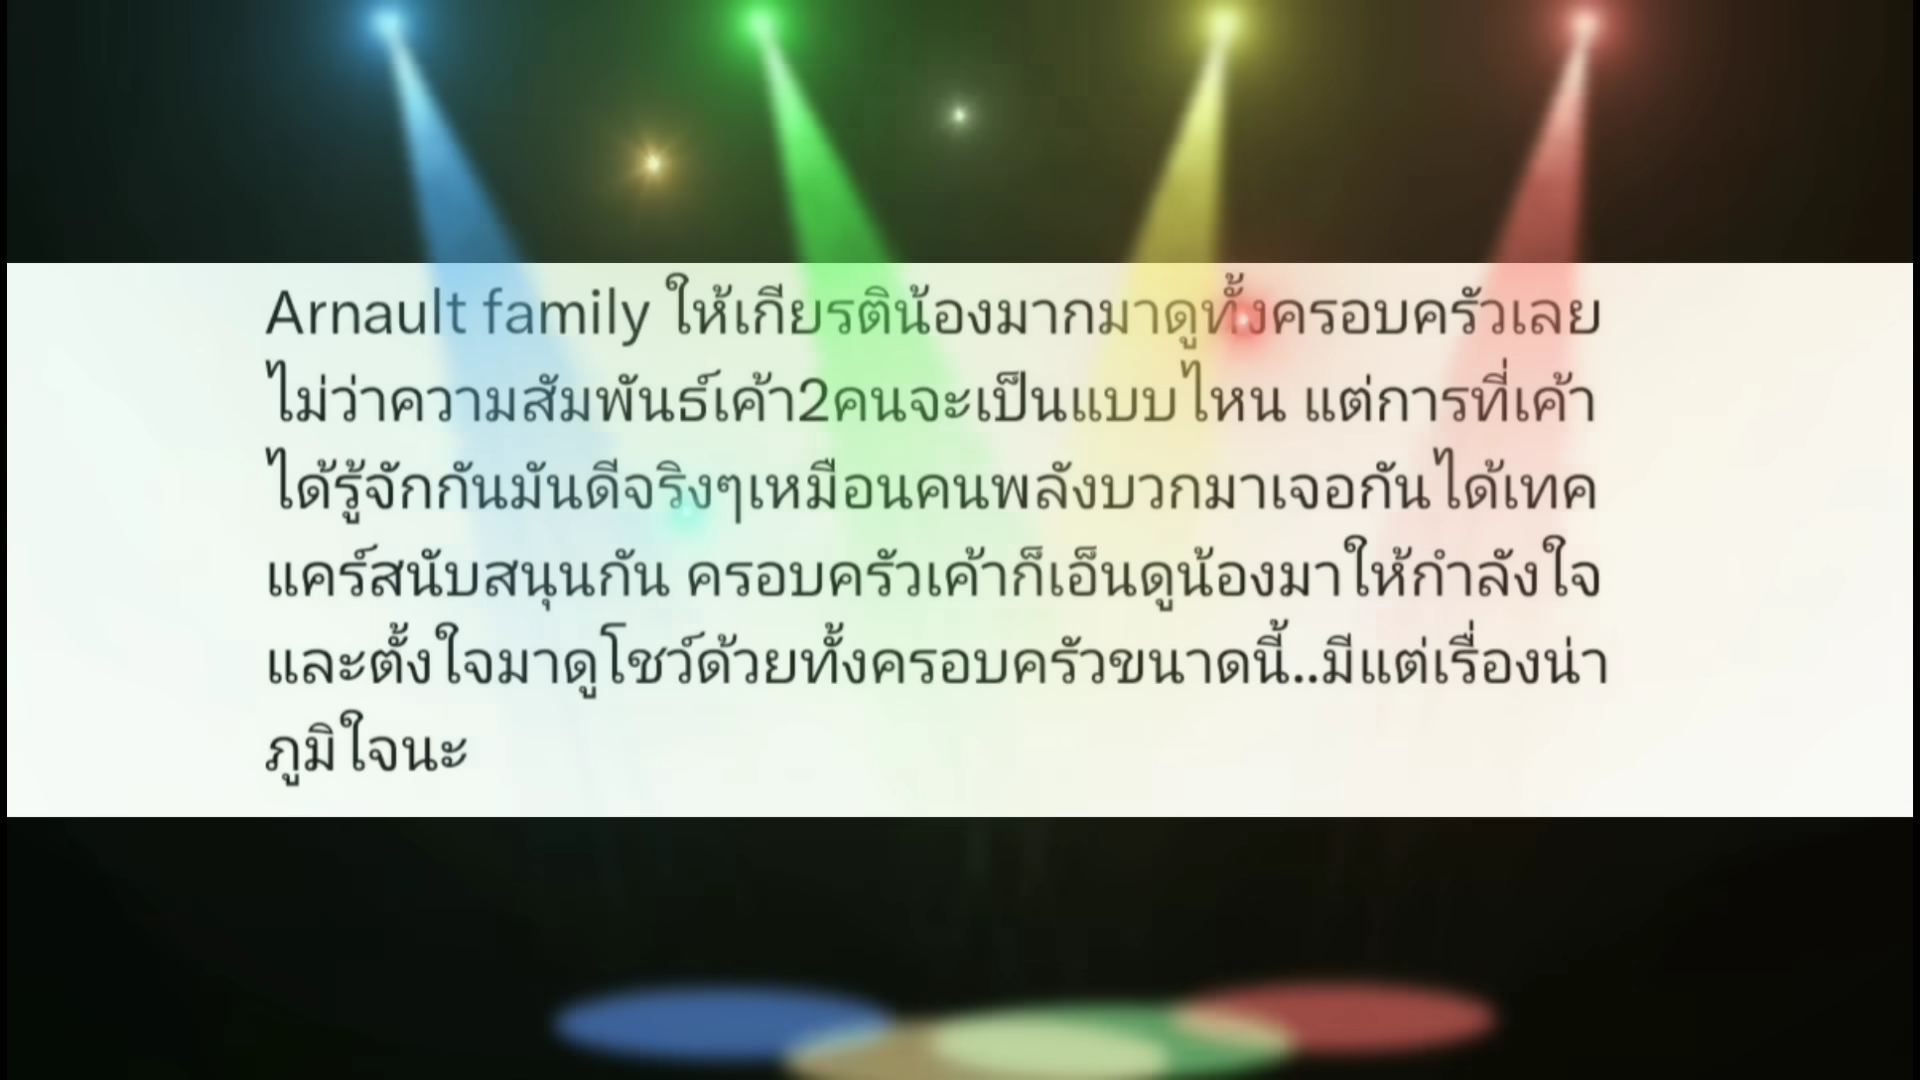 Arnault family ให้เกียรติน้องมากมาดูทั้งครอบครัวเลย
ไม่ว่าความสัมพันธ์เค้า2คนจะเป็นแบบไหน แต่การที่เค้า
ได้รู้จักกันมันดีจริงๆเหมือนคนพลังบวกมาเจอกันได้เทค
แคร์สนับสนุนกัน ครอบครัวเค้าก็เอ็นดูน้องมาให้กำลังใจ
และตั้งใจมาดูโชว์ด้วยทั้งครอบครัวขนาดนี้..มีแต่เรื่องน่า
ภูมิใจนะ